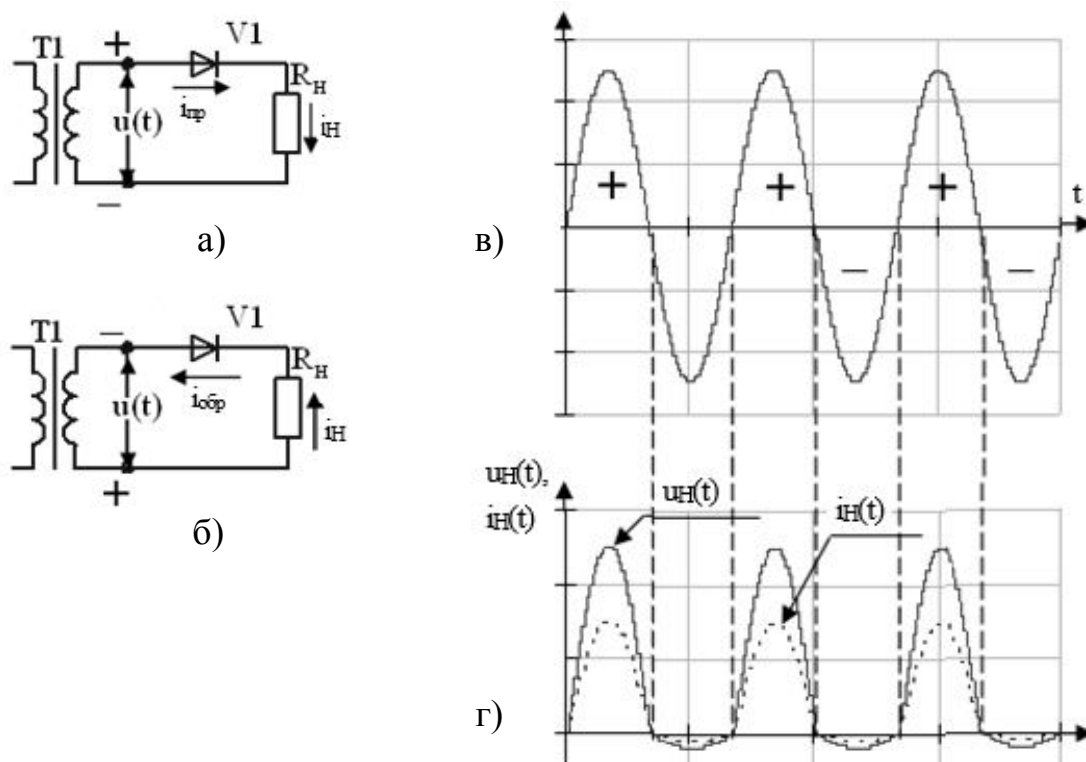 T1
+
V1
u(t)
iпр
Rн
iн
−
а)
T1
−
V1
u(t)
iобр
Rн
iн
+
б)
в)
+
+
+
t
−
−
uн(t),
iн(t)
uн(t)
iн(t)
г)